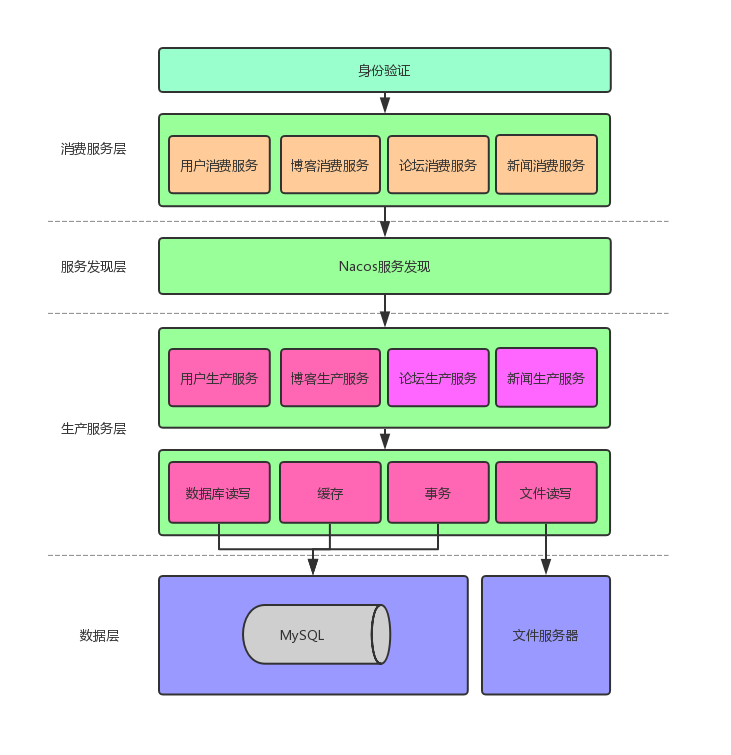 身份验证
消费服务层
用户消费服务
博客消费服务
论坛消费服务
新闻消费服务
服务发现层
Nacos服务发现
用户生产服务
博客生产服务
论坛生产服务
新闻生产服务
生产服务层
数据库读写
缓存
事务
文件读写
数据层
MySQL
文件服务器